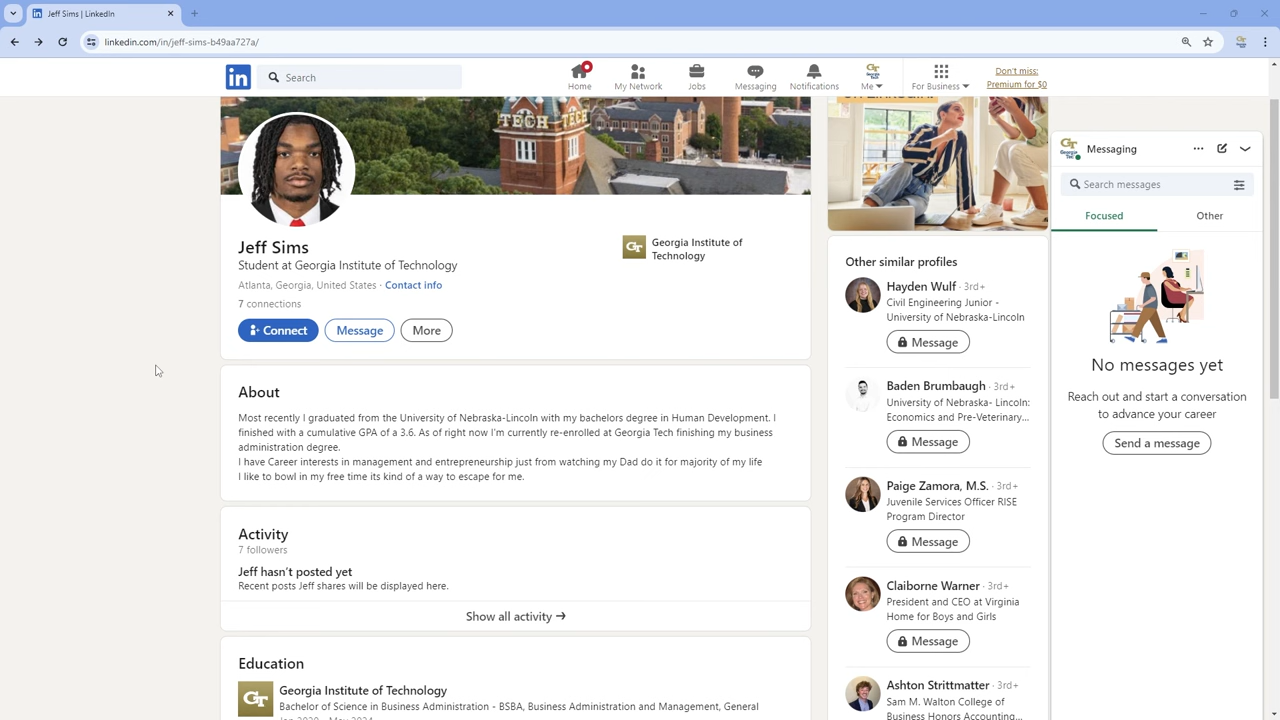 Jeff Sims | LinkedIn
linkedin.com/in/jeff-sims-b49aa727a/
in
Search
Home
My Network
Jobs
Messaging
Notifications
Me
For Business
Don't miss:
Premium for $0
TECH
TECH
Jeff Sims
Student at Georgia Institute of Technology
Atlanta, Georgia, United States · Contact info
7 connections
Connect
Message
More
GT
Georgia Institute of
Technology
About
Most recently I graduated from the University of Nebraska-Lincoln with my bachelors degree in Human Development. I
finished with a cumulative GPA of a 3.6. As of right now I'm currently re-enrolled at Georgia Tech finishing my business
administration degree.
I have Career interests in management and entrepreneurship just from watching my Dad do it for majority of my life
I like to bowl in my free time its kind of a way to escape for me.
Activity
7 followers
Jeff hasn't posted yet
Recent posts Jeff shares will be displayed here.
Show all activity →
Education
GT
Georgia Institute of Technology
Bachelor of Science in Business Administration - BSBA, Business Administration and Management, General
Other similar profiles
Hayden Wulf · 3rd+
Civil Engineering Junior -
University of Nebraska-Lincoln
Message
Baden Brumbaugh · 3rd+
University of Nebraska- Lincoln:
Economics and Pre-Veterinary...
Message
Paige Zamora, M.S. · 3rd+
Juvenile Services Officer RISE
Program Director
Message
Claiborne Warner · 3rd+
President and CEO at Virginia
Home for Boys and Girls
Message
Ashton Strittmatter · 3rd+
Sam M. Walton College of
Business Honors Accounting...
Messaging
Search messages
Focused
Other
No messages yet
Reach out and start a conversation
to advance your career
Send a message